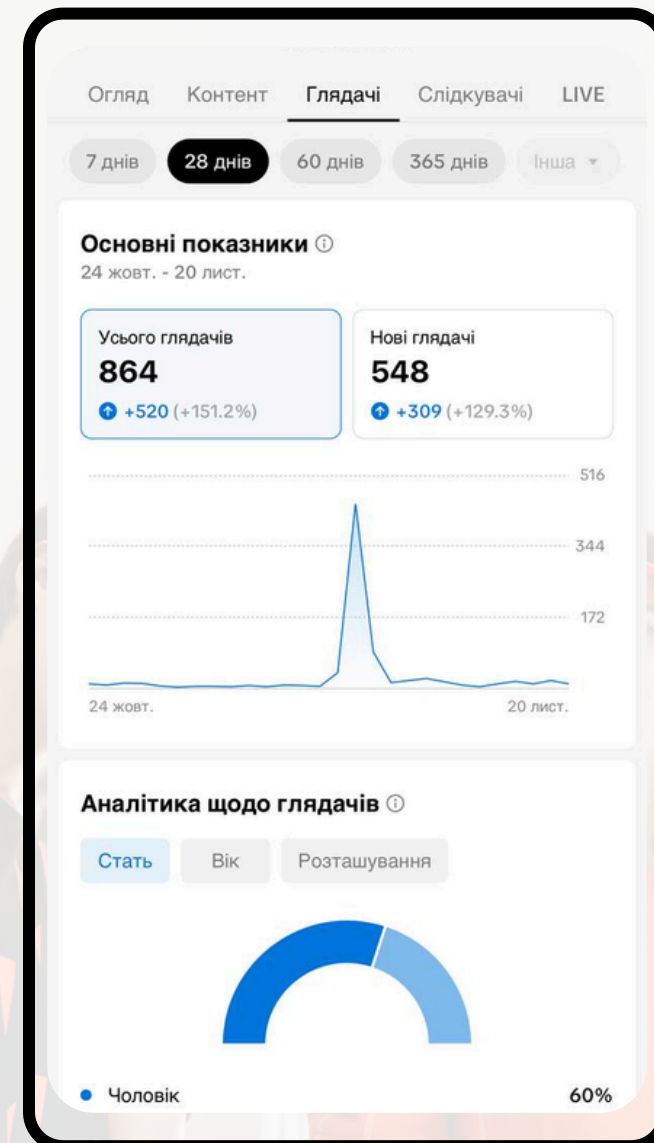 Огляд Контент Глядачі Слідкувачі LIVE
7 днів 28 днів 60 днів 365 днів Інша
Основні показники
24 жовт. - 20 лист.
Усього глядачів Нові глядачі
864 548
+520 (+151.2%) +309 (+129.3%)
516
344
172
24 жовт. 20 лист.
Аналітика щодо глядачів
Стать Вік Розташування
Чоловік 60%